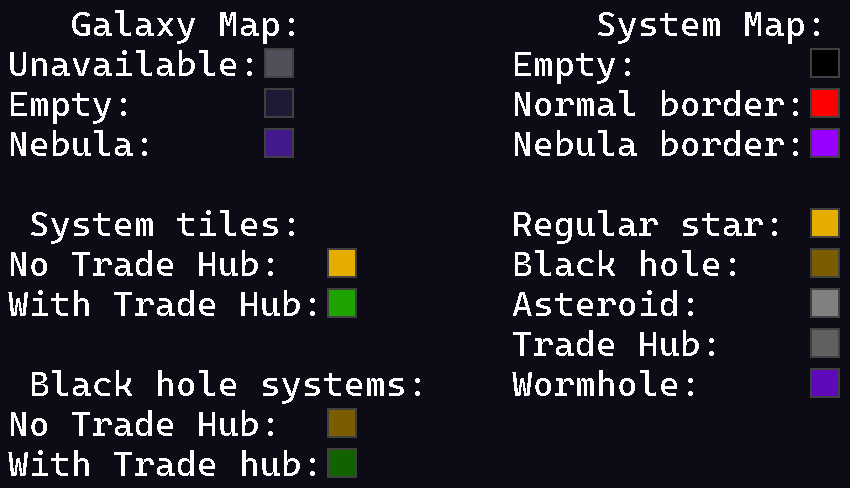 Galaxy Map:
Unavailable:
Empty:
Nebula:
System tiles:
No Trade Hub:
With Trade Hub:
Black hole systems:
No Trade Hub:
With Trade hub:
System Map:
Empty:
Normal border:
Nebula border:
Regular star:
Black hole:
Asteroid:
Trade Hub:
Wormhole: